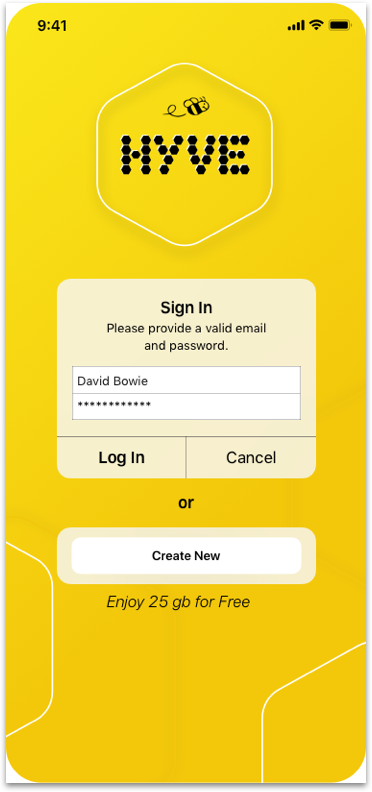 9:41
HYVE
Sign In
Please provide a valid email
and password.
David Bowie
************
Log In
Cancel
or
Create New
Enjoy 25 gb for Free